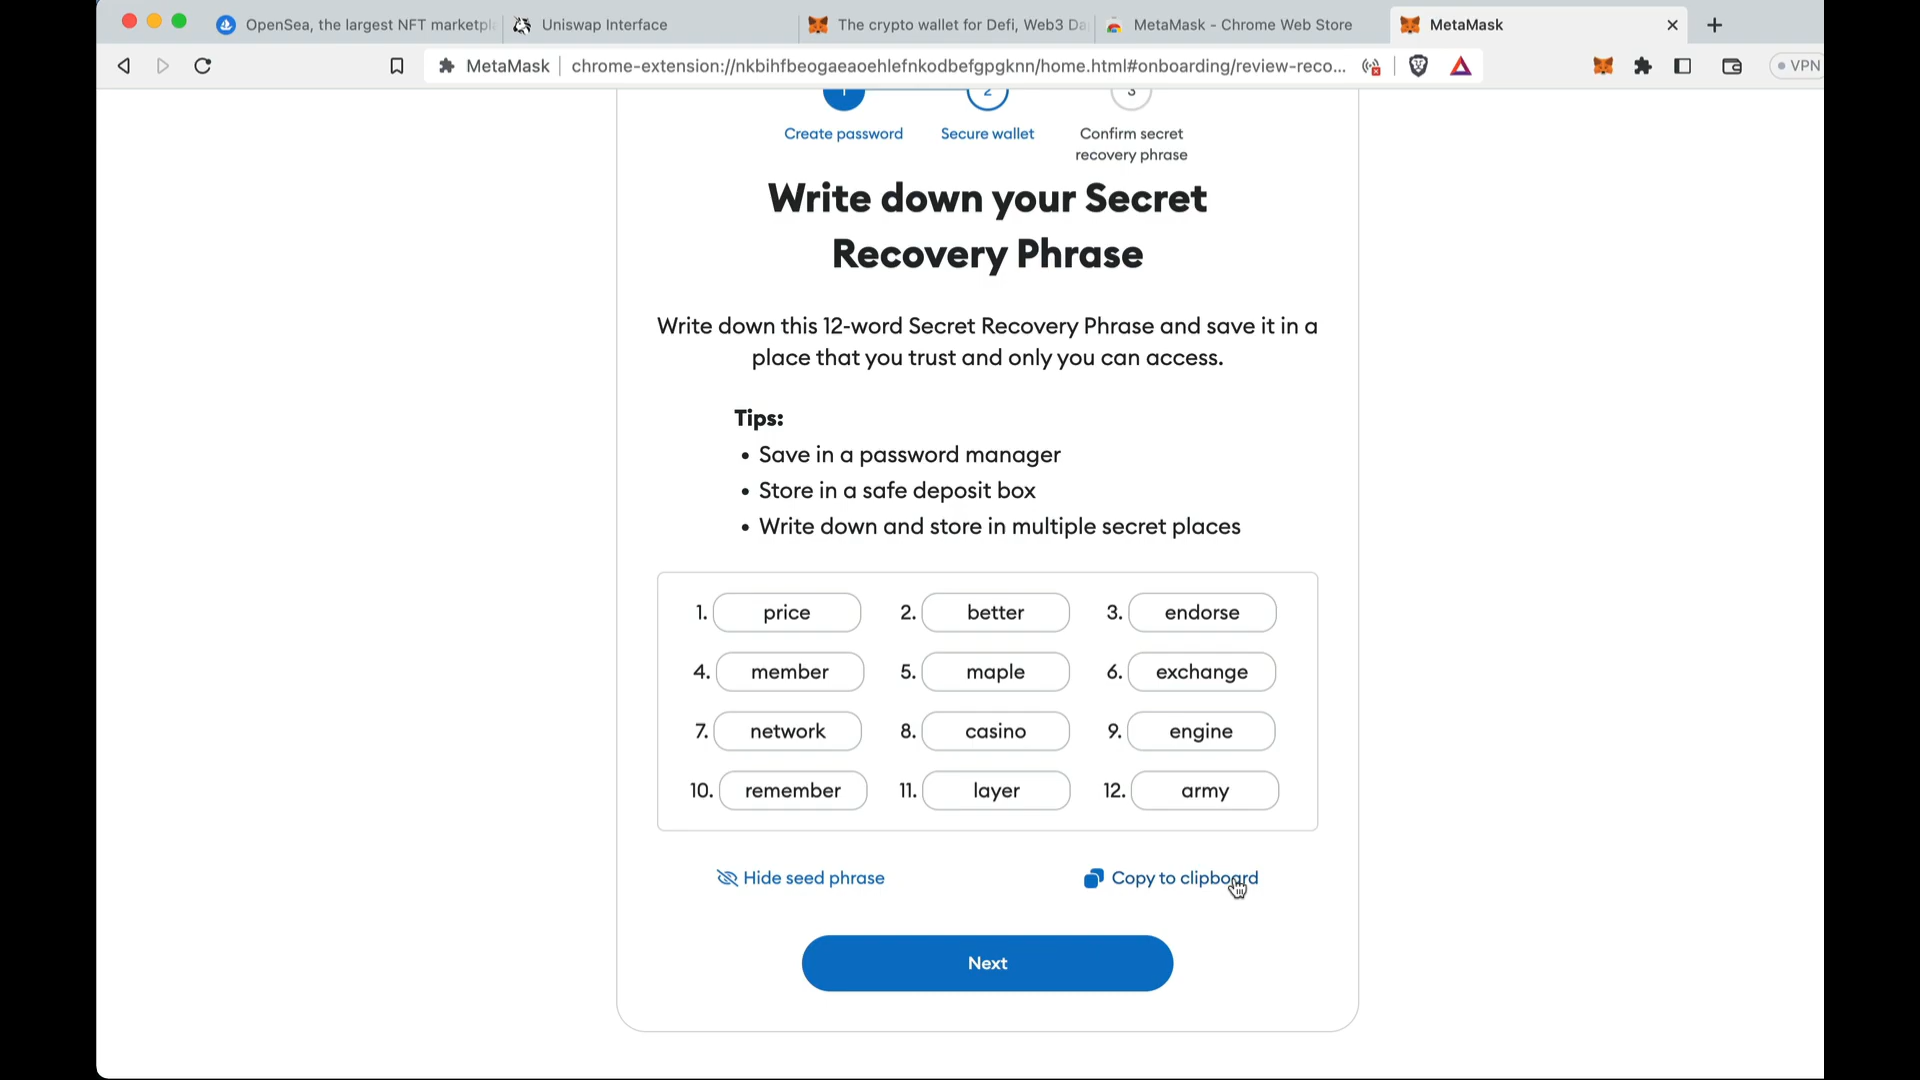 OpenSea, the largest NFT marketpl
Uniswap Interface
The crypto wallet for Defi, Web3 Da
MetaMask - Chrome Web Store
MetaMask
MetaMask
chrome-extension://nkbihfbeogaeaoehlefnkodbefgpgknn/home.html#onboarding/review-reco...
VPN
1
2
3
Create password
Secure wallet
Confirm secret
recovery phrase
Write down your Secret
Recovery Phrase
Write down this 12-word Secret Recovery Phrase and save it in a
place that you trust and only you can access.
Tips:
• Save in a password manager
• Store in a safe deposit box
• Write down and store in multiple secret places
1. price 2. better 3. endorse
4. member 5. maple 6. exchange
7. network 8. casino 9. engine
10. remember 11. layer 12. army
Hide seed phrase
Copy to clipboard
Next